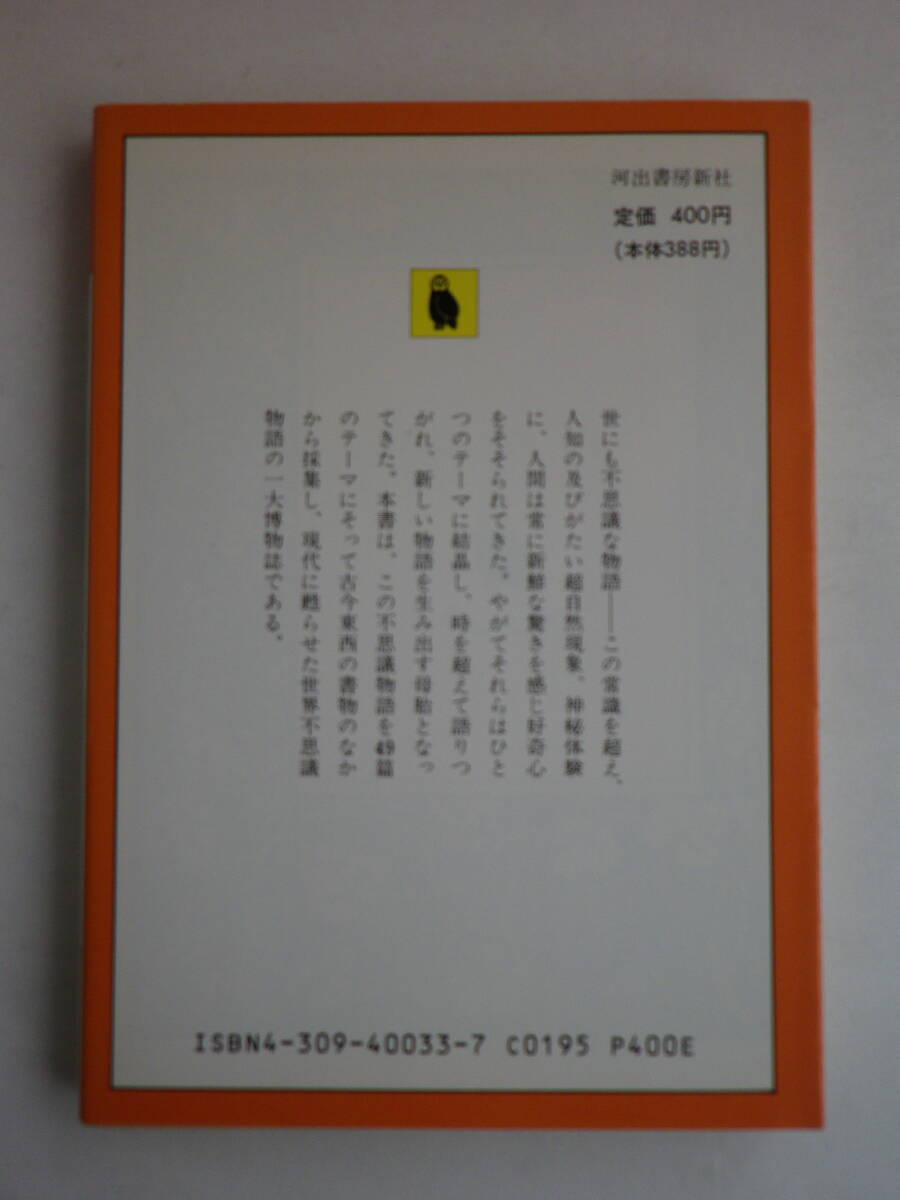 河出書房新社
定価 400円
(本体388円)
世にも不思議な物語──この常識を超え、
人知の及びがたい超自然現象、神秘体験
に、人間は常に新鮮な驚きを感じ好奇心
をそそられてきた。やがてそれらはひと
つのテーマに結晶し、時を超えて語りつ
がれ、新しい物語を生み出す母胎となっ
てきた。本書は、この不思議物語を49篇
のテーマにそって古今東西の書物のなか
から採集し、現代に甦らせた世界不思議
物語の一大博物誌である。
ISBN4-309-40033-7 C0195 P400E